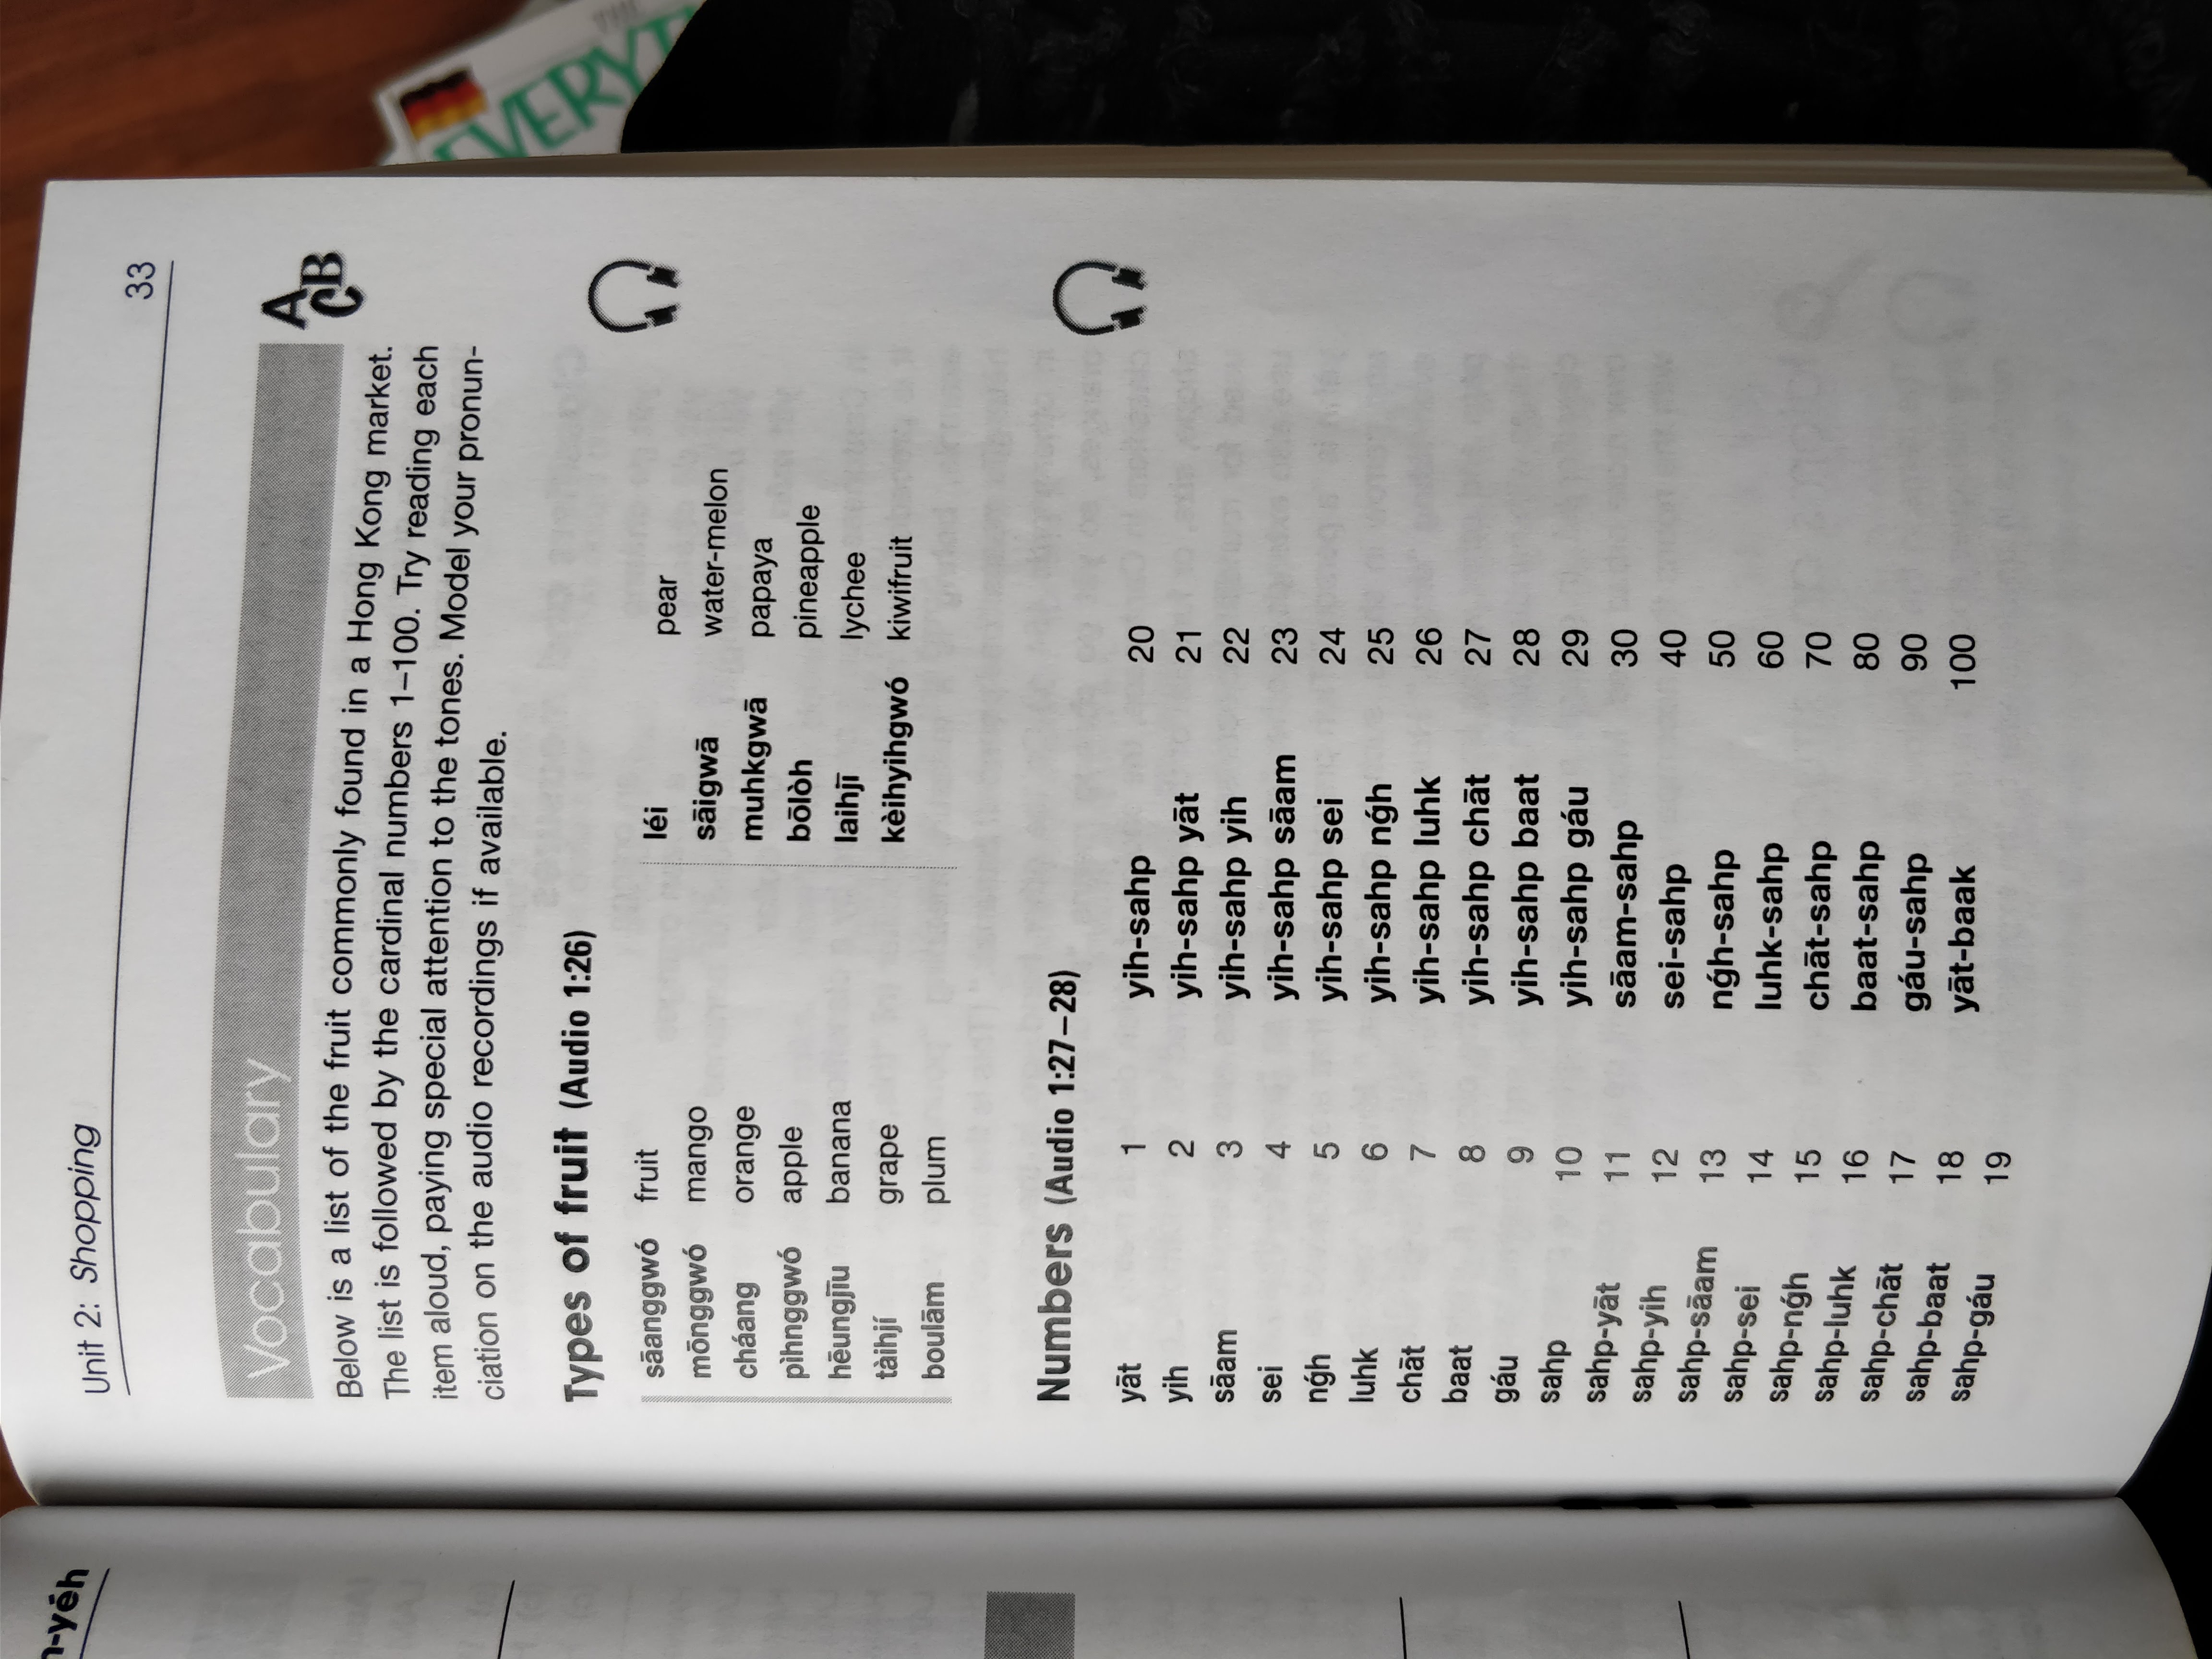 Unit 2: Shopping 33
Vocabulary
Below is a list of the fruit commonly found in a Hong Kong market.
The list is followed by the cardinal numbers 1–100. Try reading each
item aloud, paying special attention to the tones. Model your pronun-
ciation on the audio recordings if available.
Types of fruit (Audio 1:26)
sāanggwó fruit léi pear
mōnggwó mango sāigwā water-melon
cháang orange muhkgwā papaya
pìhnggwó apple bōlòh pineapple
hēungjīu banana laihjī lychee
tàihjí grape kèihyihgwó kiwifruit
boulām plum
Numbers (Audio 1:27–28)
yāt 1 yih-sahp 20
yih 2 yih-sahp yāt 21
sāam 3 yih-sahp yih 22
sei 4 yih-sahp sāam 23
nǵh 5 yih-sahp sei 24
luhk 6 yih-sahp nǵh 25
chāt 7 yih-sahp luhk 26
baat 8 yih-sahp chāt 27
gáu 9 yih-sahp baat 28
sahp 10 yih-sahp gáu 29
sahp-yāt 11 sāam-sahp 30
sahp-yih 12 sei-sahp 40
sahp-sāam 13 nǵh-sahp 50
sahp-sei 14 luhk-sahp 60
sahp-nǵh 15 chāt-sahp 70
sahp-luhk 16 baat-sahp 80
sahp-chāt 17 gáu-sahp 90
sahp-baat 18 yāt-baak 100
sahp-gáu 19